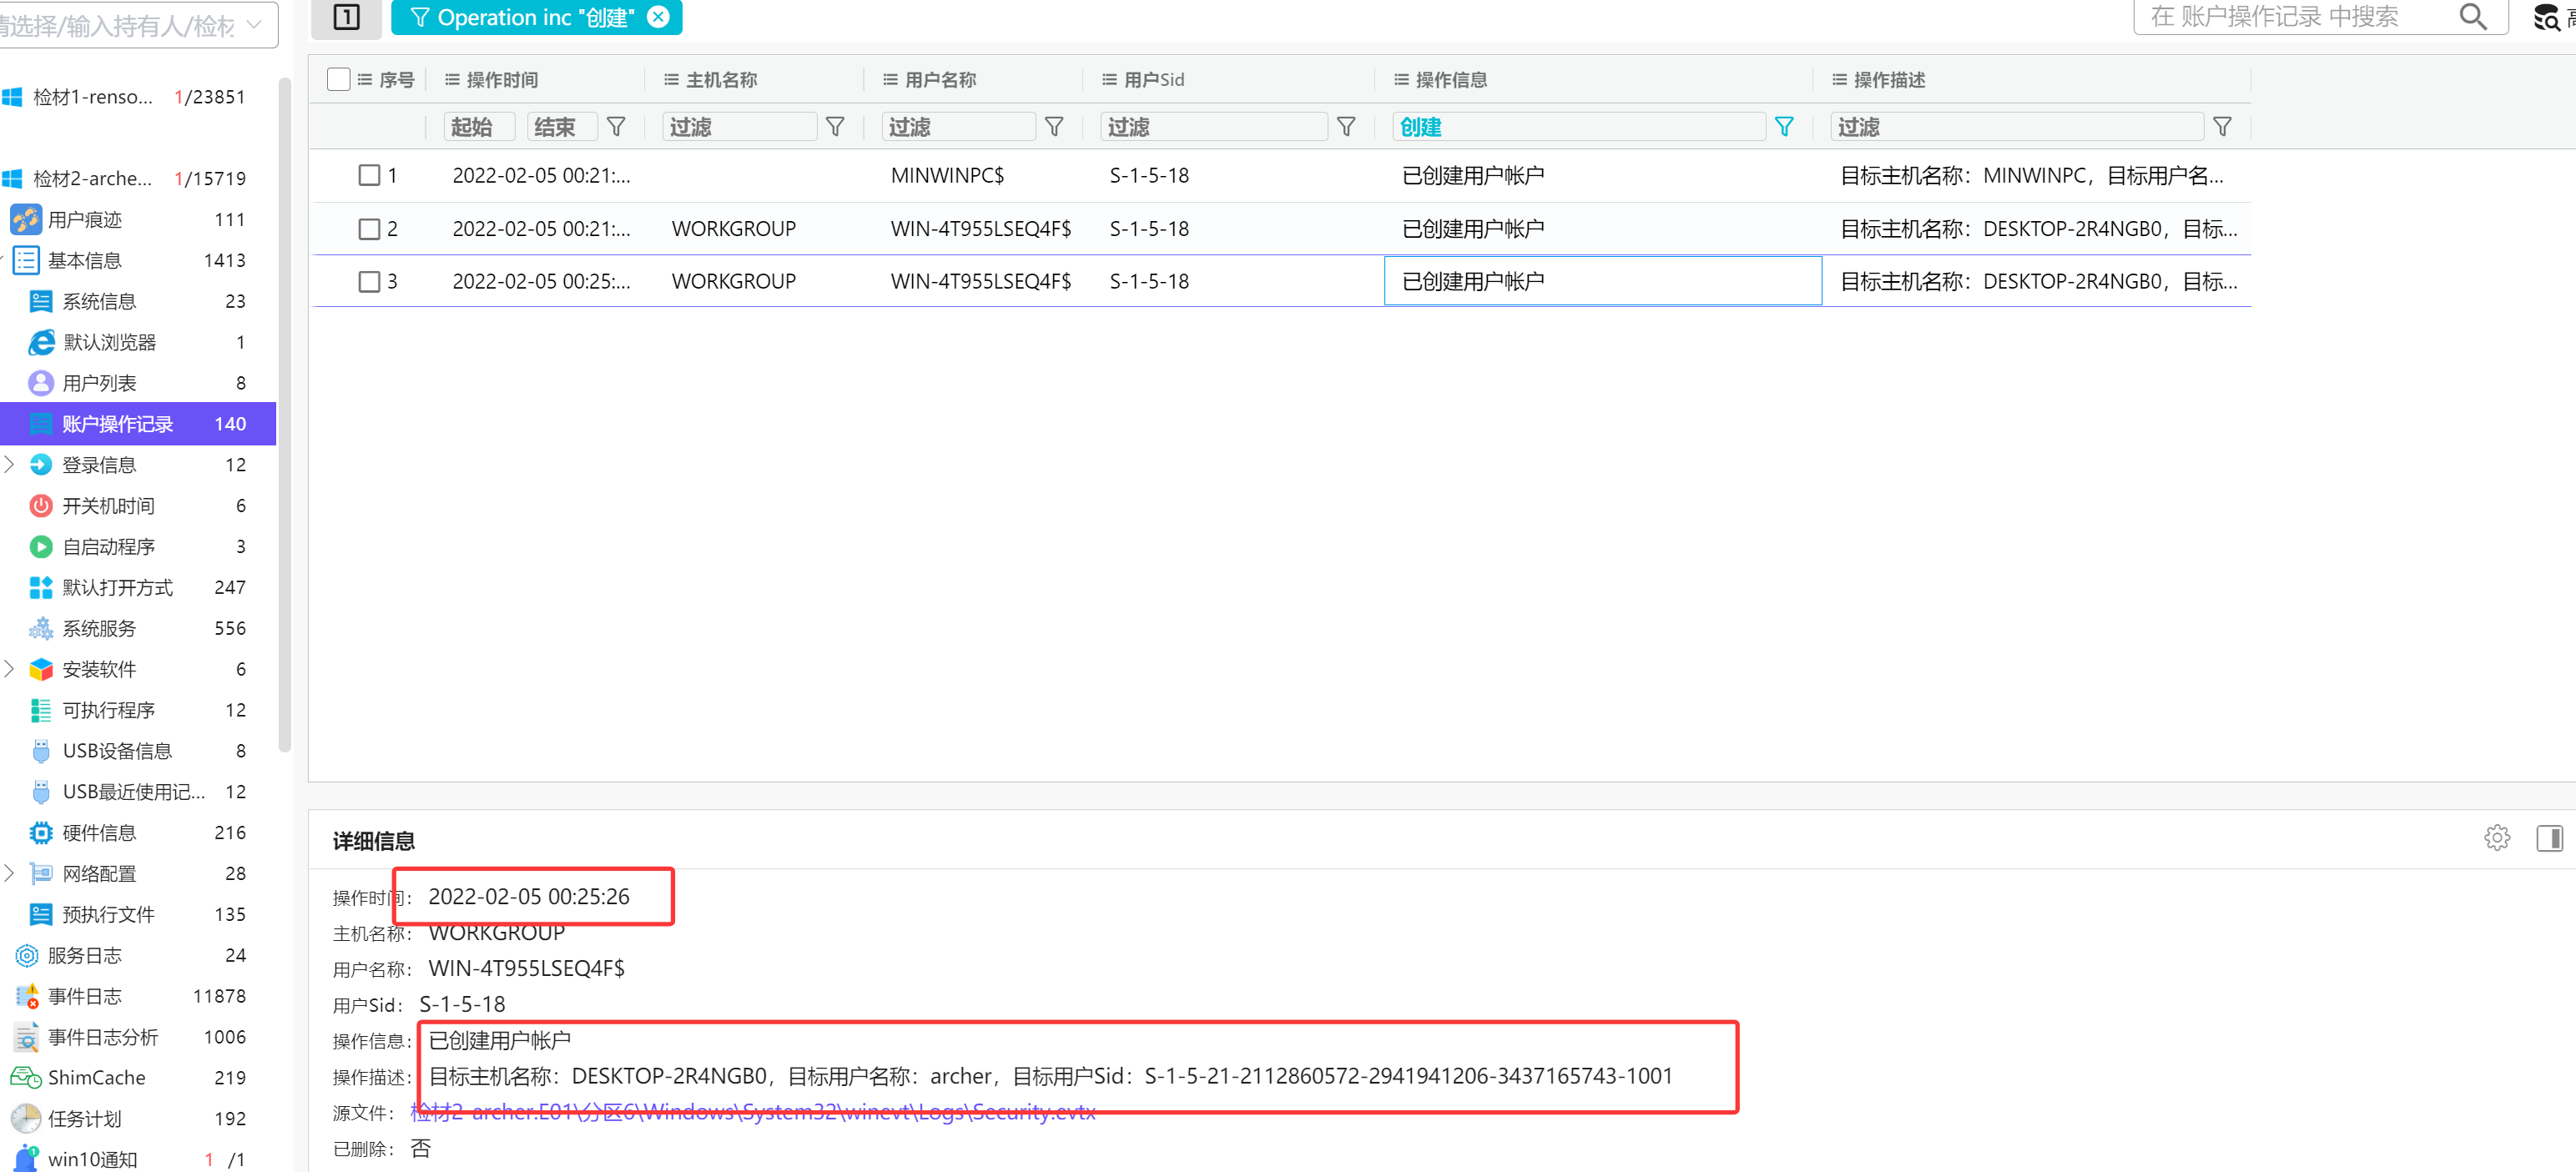 请选择/输入持有人/检材
1
Operation inc "创建"
在 账户操作记录 中搜索
检材1-renso... 1/23851
检材2-arche... 1/15719
用户痕迹 111
基本信息 1413
系统信息 23
默认浏览器 1
用户列表 8
账户操作记录 140
登录信息 12
开关机时间 6
自启动程序 3
默认打开方式 247
系统服务 556
安装软件 6
可执行程序 12
USB设备信息 8
USB最近使用记... 12
硬件信息 216
网络配置 28
预执行文件 135
服务日志 24
事件日志 11878
事件日志分析 1006
ShimCache 219
任务计划 192
win10通知 1 /1
序号 操作时间 主机名称 用户名称 用户Sid 操作信息 操作描述
起始 结束 过滤 过滤 过滤 创建 过滤
1 2022-02-05 00:21:... MINWINPC$ S-1-5-18 已创建用户帐户 目标主机名称：MINWINPC，目标用户名...
2 2022-02-05 00:21:... WORKGROUP WIN-4T955LSEQ4F$ S-1-5-18 已创建用户帐户 目标主机名称：DESKTOP-2R4NGB0，目标...
3 2022-02-05 00:25:... WORKGROUP WIN-4T955LSEQ4F$ S-1-5-18 已创建用户帐户 目标主机名称：DESKTOP-2R4NGB0，目标...
详细信息
操作时间： 2022-02-05 00:25:26
主机名称： WORKGROUP
用户名称： WIN-4T955LSEQ4F$
用户Sid： S-1-5-18
操作信息： 已创建用户帐户
操作描述： 目标主机名称：DESKTOP-2R4NGB0，目标用户名称：archer，目标用户Sid：S-1-5-21-2112860572-2941941206-3437165743-1001
源文件： 检材2-archer.E01\分区6\Windows\System32\winevt\Logs\Security.evtx
已删除： 否